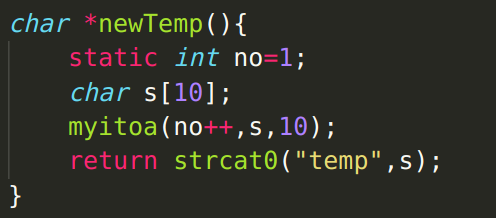 char *newTemp(){
static int no=1;
char s[10];
myitoa(no++,s,10);
return strcat0("temp",s);
}